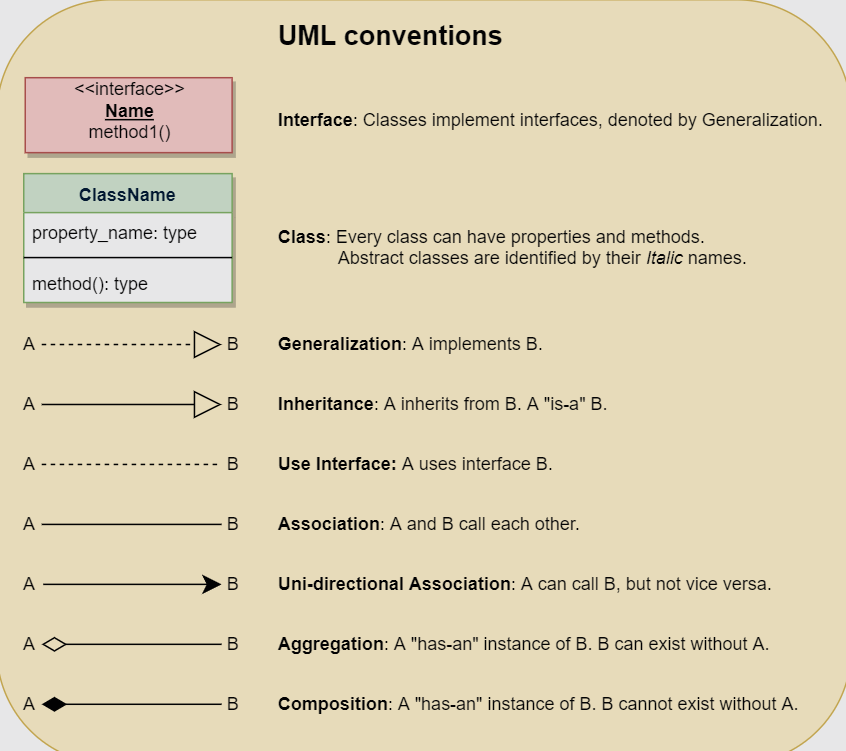 UML conventions
<<interface>>
Name
method1()
Interface: Classes implement interfaces, denoted by Generalization.
ClassName
property_name: type
method(): type
Class: Every class can have properties and methods.
Abstract classes are identified by their Italic names.
A B Generalization: A implements B.
A B Inheritance: A inherits from B. A "is-a" B.
A B Use Interface: A uses interface B.
A B Association: A and B call each other.
A B Uni-directional Association: A can call B, but not vice versa.
A B Aggregation: A "has-an" instance of B. B can exist without A.
A B Composition: A "has-an" instance of B. B cannot exist without A.